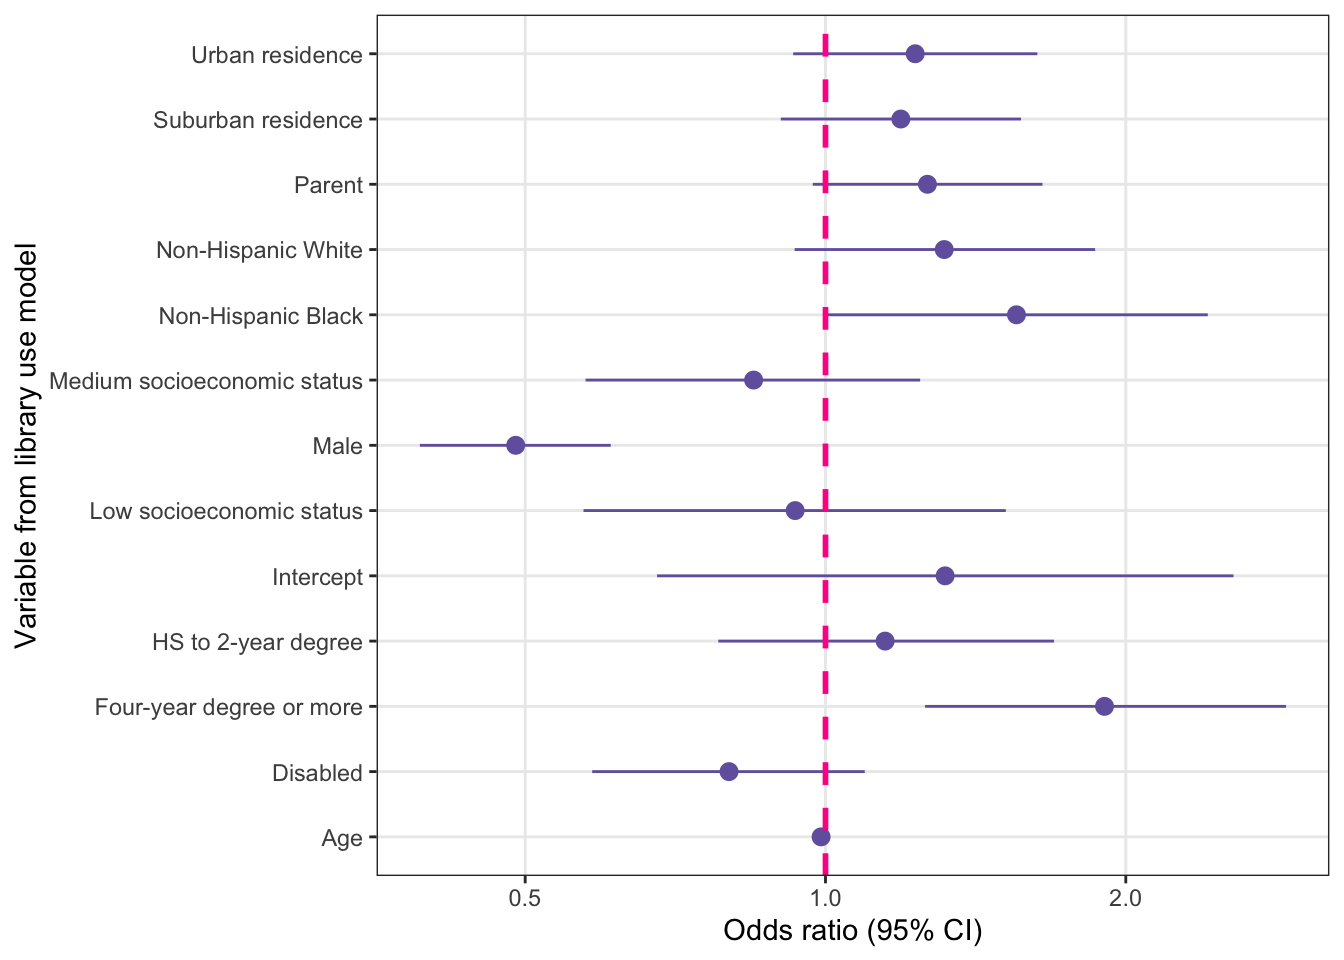 Urban residence
Suburban residence
Parent
Non-Hispanic White
Non-Hispanic Black
Medium socioeconomic status
Male
Low socioeconomic status
Intercept
HS to 2-year degree
Four-year degree or more
Disabled
Age
Variable from library use model
0.5 1.0 2.0
Odds ratio (95% CI)